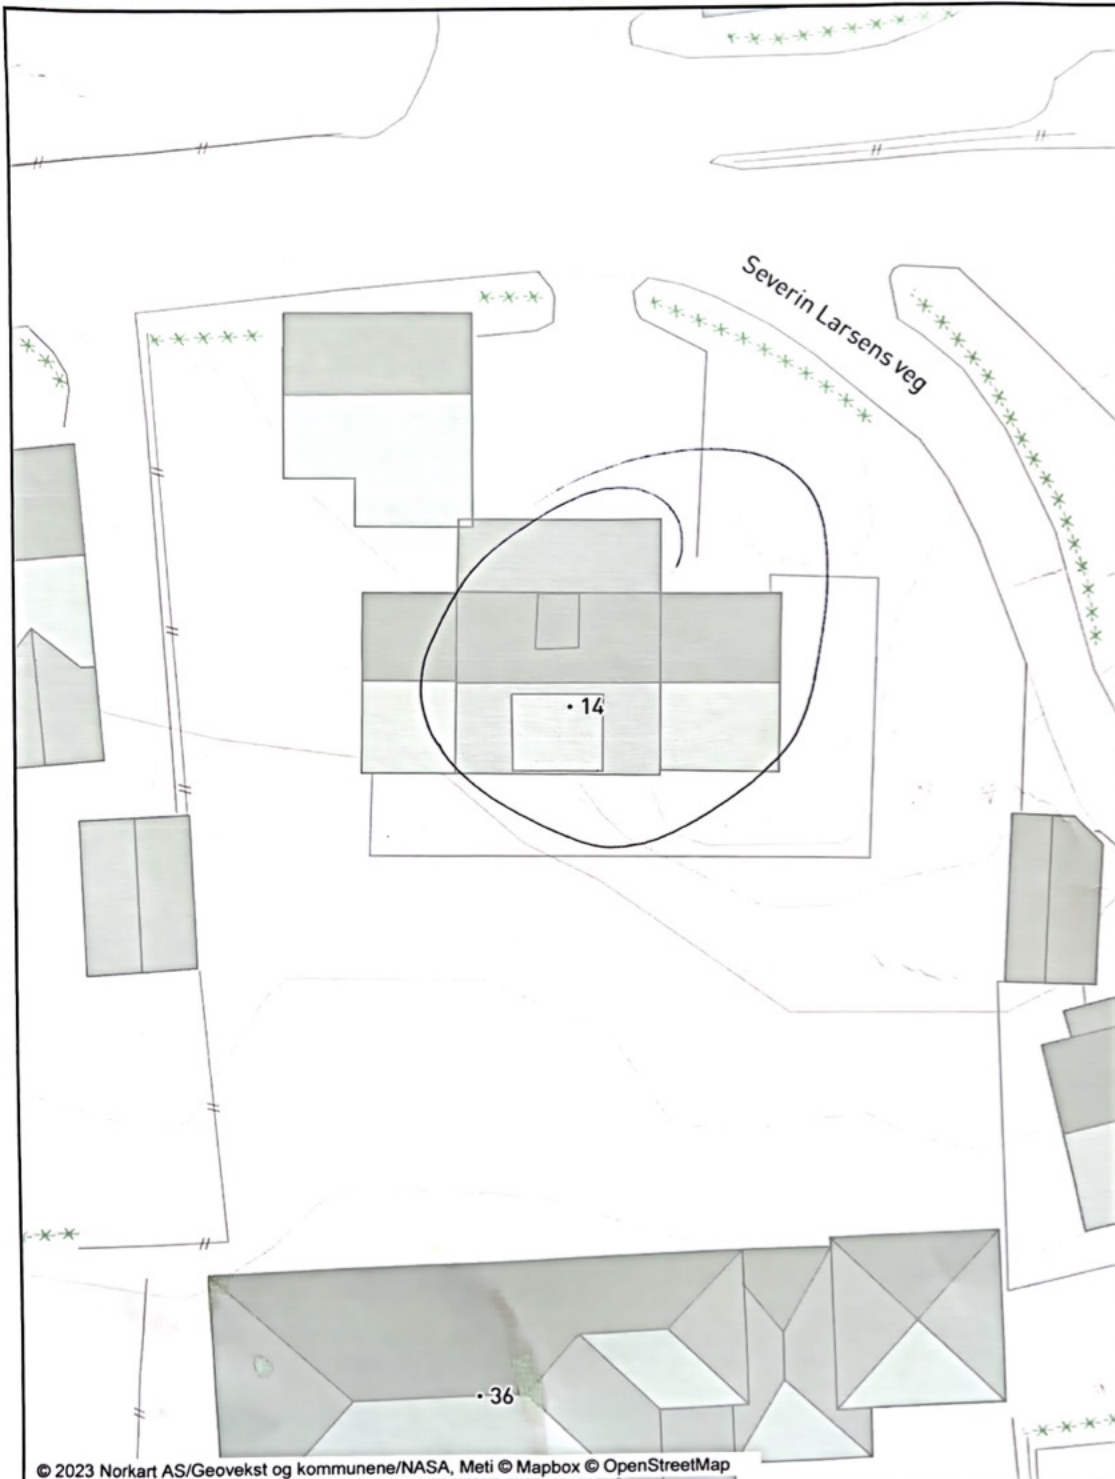 Severin Larsens veg
14
36
© 2023 Norkart AS/Geovekst og kommunene/NASA, Meti © Mapbox © OpenStreetMap